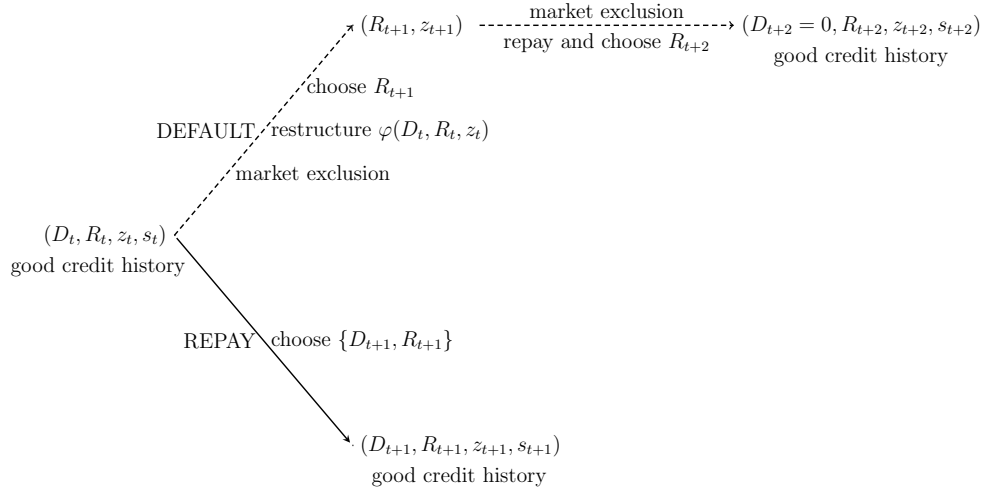 market exclusion
(R_{t+1}, z_{t+1})
(D_{t+2} = 0, R_{t+2}, z_{t+2}, s_{t+2})
repay and choose R_{t+2}
good credit history
choose R_{t+1}
DEFAULT
restructure φ(D_t, R_t, z_t)
market exclusion
(D_t, R_t, z_t, s_t)
good credit history
REPAY
choose {D_{t+1}, R_{t+1}}
(D_{t+1}, R_{t+1}, z_{t+1}, s_{t+1})
good credit history